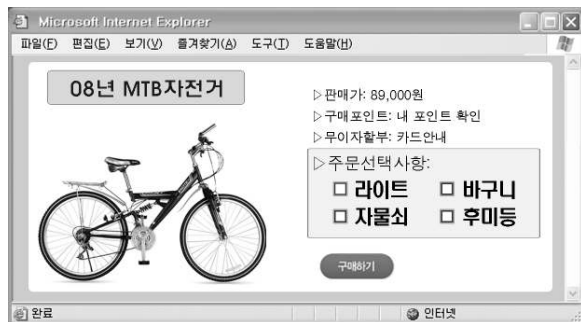 Microsoft Internet Explorer
파일(F) 편집(E) 보기(V) 즐겨찾기(A) 도구(T) 도움말(H)
08년 MTB자전거
▷판매가: 89,000원
▷구매포인트: 내 포인트 확인
▷무이자할부: 카드안내
▷주문선택사항:
□ 라이트 □ 바구니
□ 자물쇠 □ 후미등
구매하기
완료 인터넷